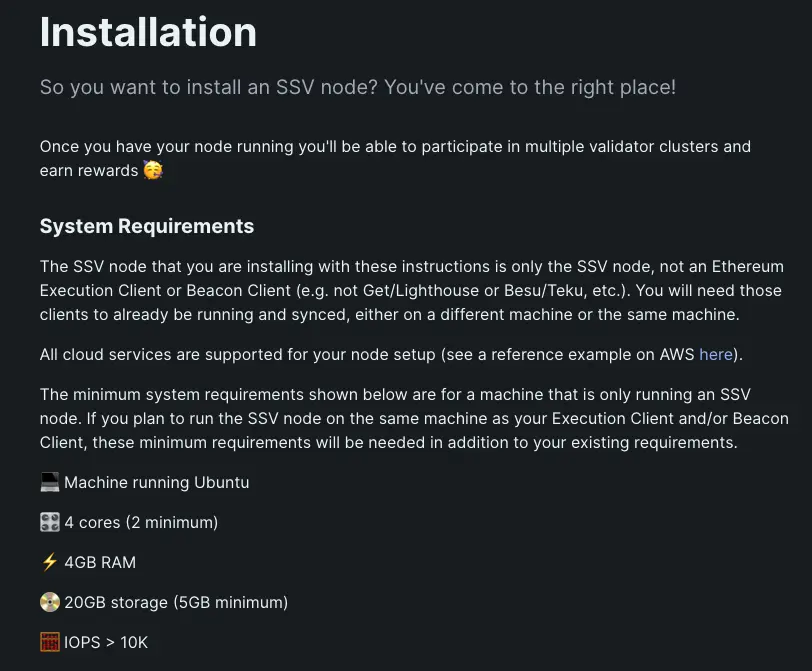 Installation
So you want to install an SSV node? You've come to the right place!
Once you have your node running you'll be able to participate in multiple validator clusters and
earn rewards 🥳
System Requirements
The SSV node that you are installing with these instructions is only the SSV node, not an Ethereum
Execution Client or Beacon Client (e.g. not Get/Lighthouse or Besu/Teku, etc.). You will need those
clients to already be running and synced, either on a different machine or the same machine.
All cloud services are supported for your node setup (see a reference example on AWS here).
The minimum system requirements shown below are for a machine that is only running an SSV
node. If you plan to run the SSV node on the same machine as your Execution Client and/or Beacon
Client, these minimum requirements will be needed in addition to your existing requirements.
Machine running Ubuntu
4 cores (2 minimum)
⚡ 4GB RAM
20GB storage (5GB minimum)
IOPS > 10K